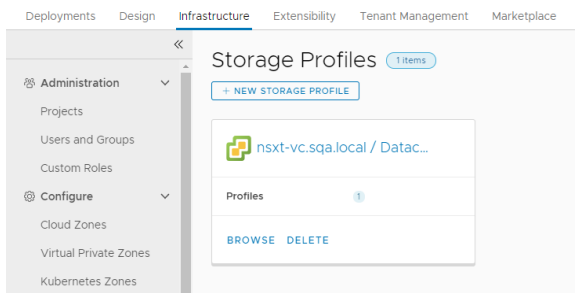 Deployments Design Infrastructure Extensibility Tenant Management Marketplace
Storage Profiles 1 items
+ NEW STORAGE PROFILE
Administration
Projects
Users and Groups
Custom Roles
Configure
Cloud Zones
Virtual Private Zones
Kubernetes Zones
nsxt-vc.sqa.local / Datac...
Profiles 1
BROWSE DELETE